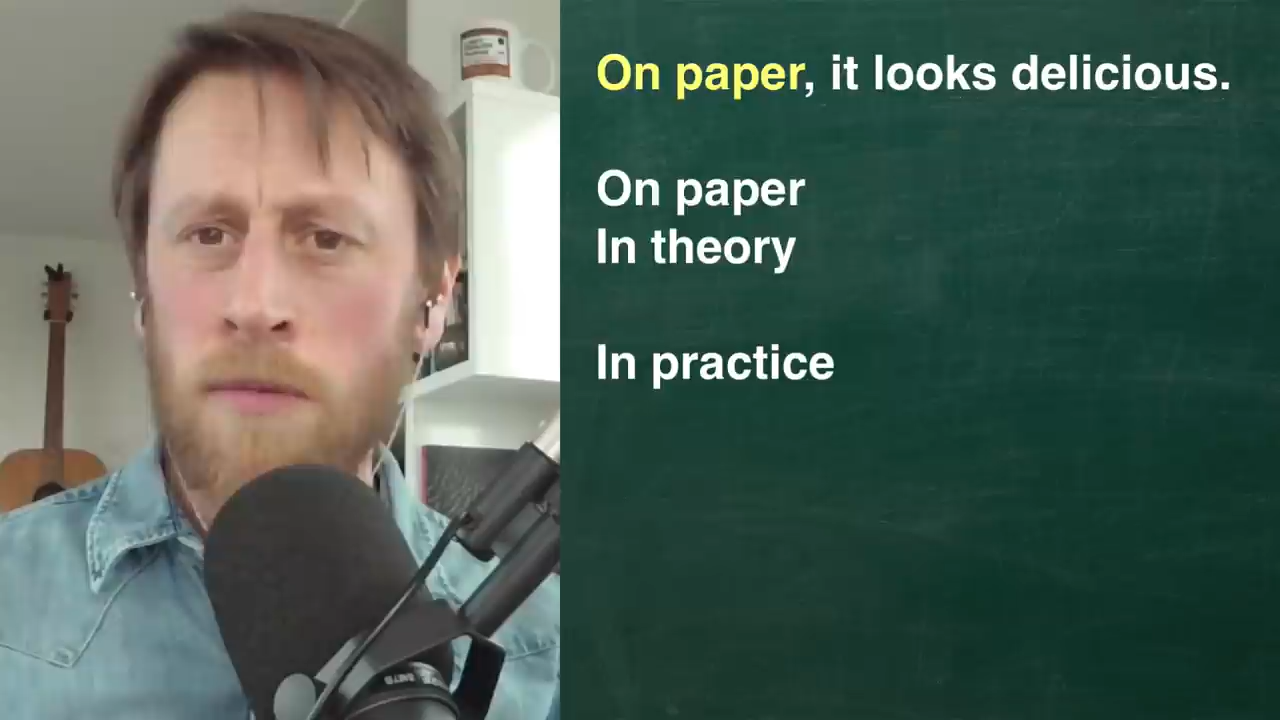 On paper, it looks delicious.
On paper
In theory
In practice